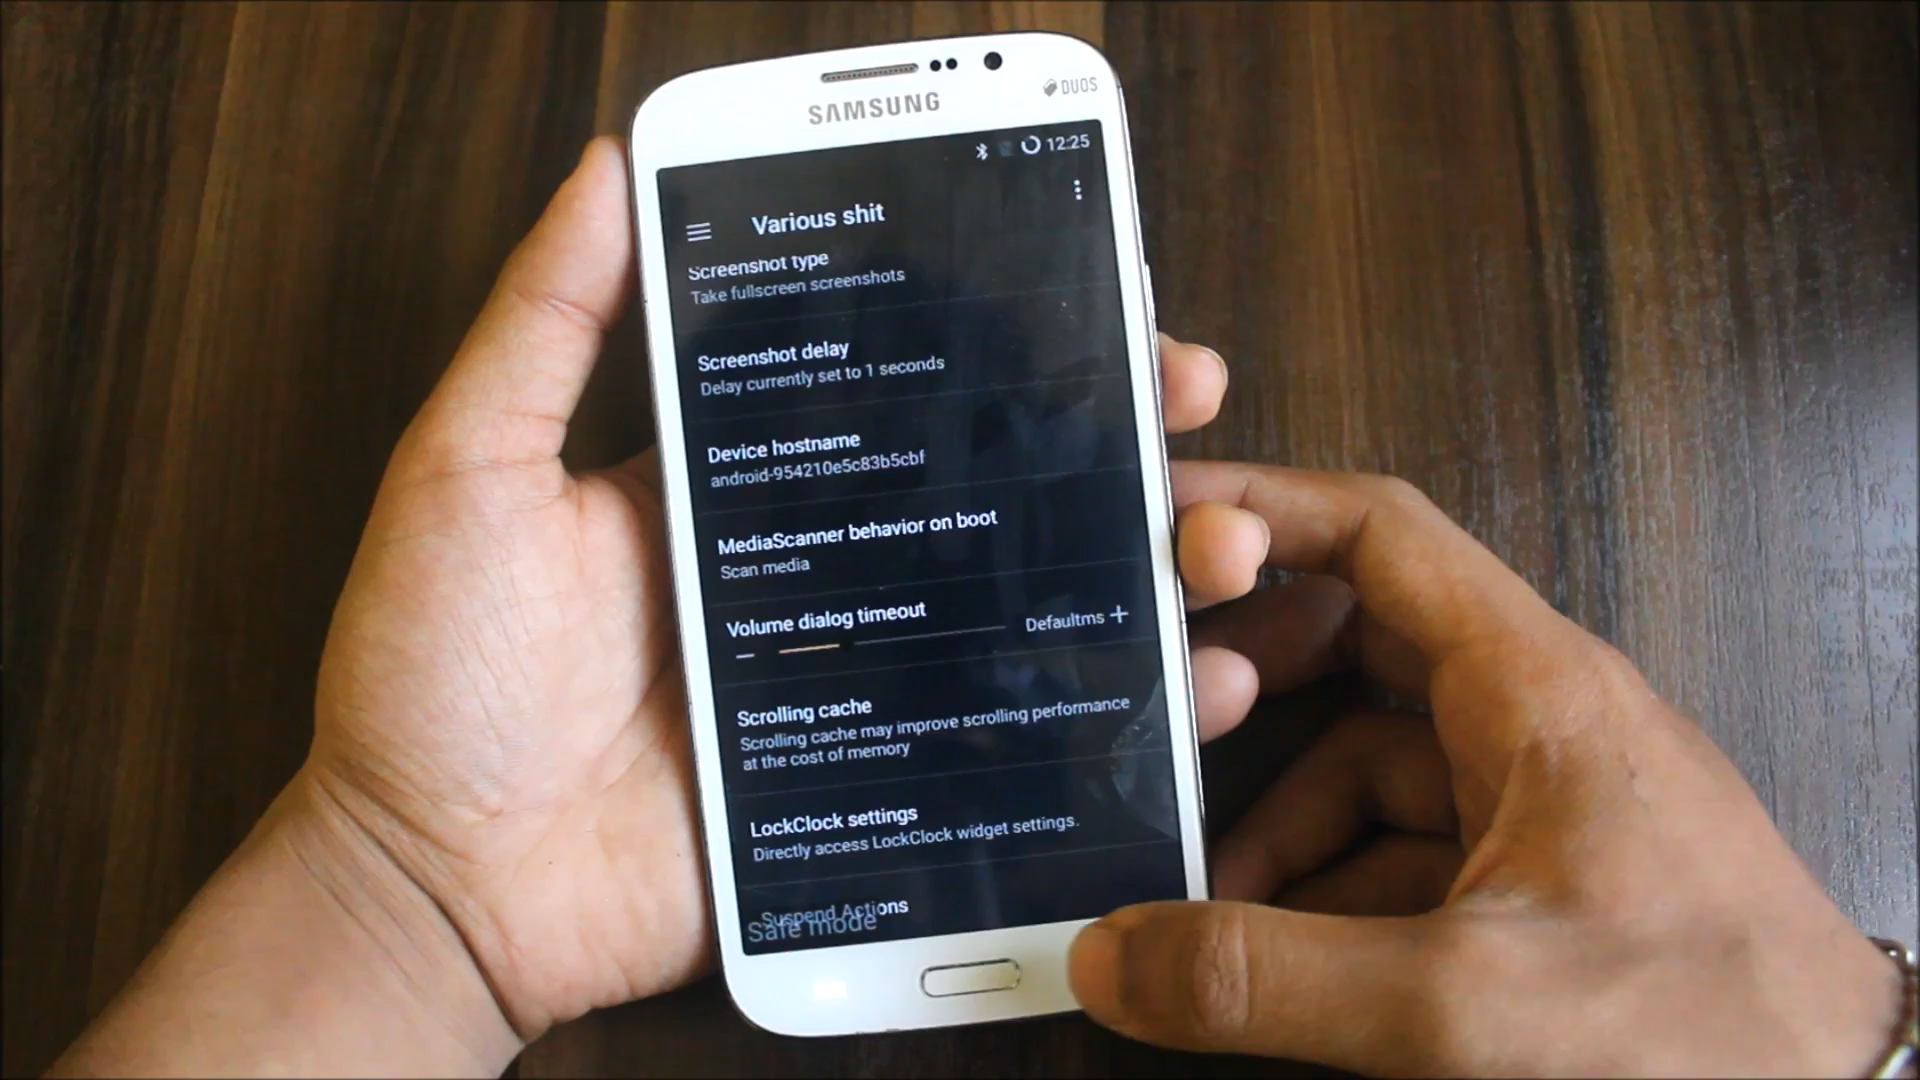 SAMSUNG
DUOS
12:25
Various shit
Screenshot type
Take fullscreen screenshots
Screenshot delay
Delay currently set to 1 seconds
Device hostname
android-954210e5c83b5cbf
MediaScanner behavior on boot
Scan media
Volume dialog timeout
Defaultms
Scrolling cache
Scrolling cache may improve scrolling performance
at the cost of memory
LockClock settings
Directly access LockClock widget settings.
Suspend Actions
Safe mode